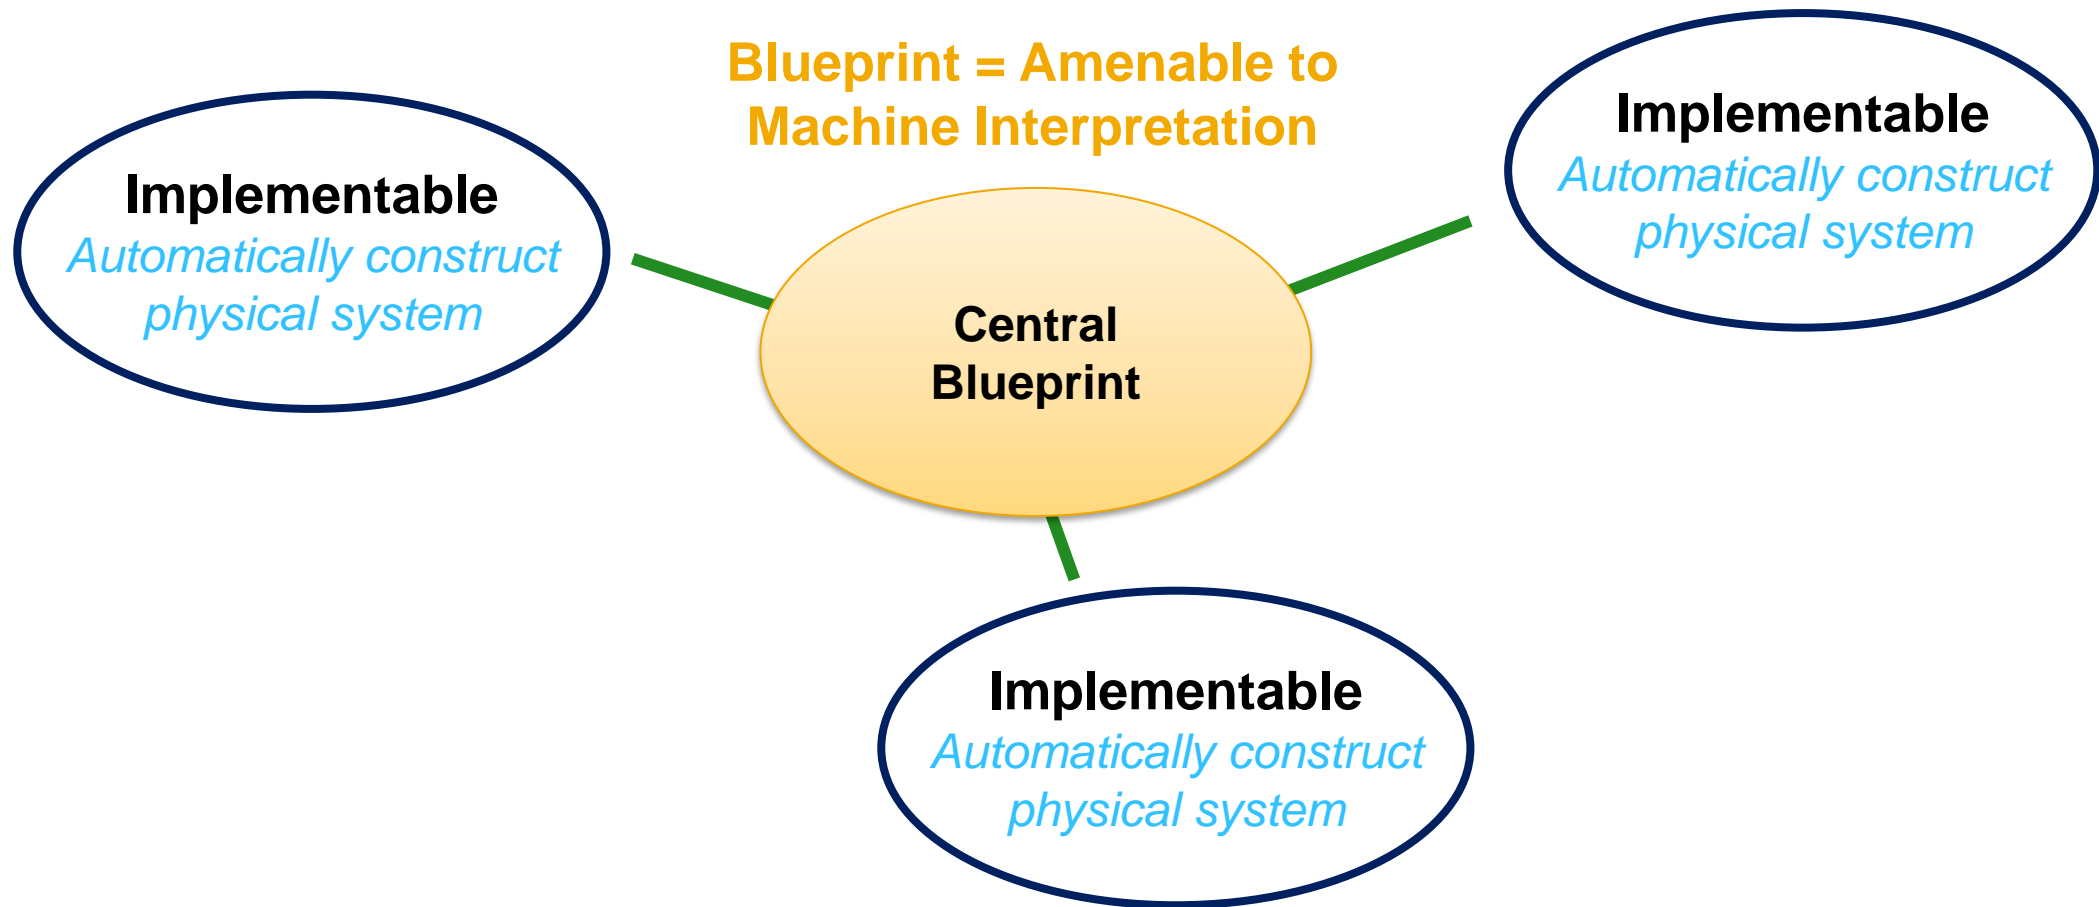 Blueprint = Amenable to
Machine Interpretation
Implementable
Automatically construct
physical system
Implementable
Automatically construct
physical system
Central
Blueprint
Implementable
Automatically construct
physical system